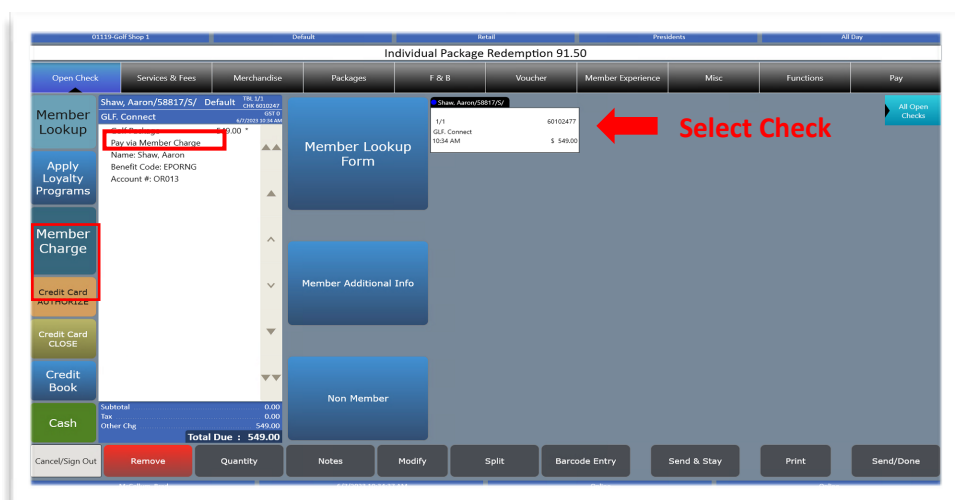 01119-Golf Shop 1 Default Retail Presidents All Day
Individual Package Redemption 91.50
Open Check Services & Fees Merchandise Packages F & B Voucher Member Experience Misc Functions Pay
Member
Lookup
Apply
Loyalty
Programs
Member
Charge
Credit Card
AUTHORIZE
Credit Card
CLOSE
Credit
Book
Cash
Shaw, Aaron/58817/S/ Default TBL 1/1
CHK 6010247
GLF. Connect GST 0
6/7/2023 10:34 AM
Golf Package 549.00 *
Pay via Member Charge
Name: Shaw, Aaron
Benefit Code: EPORNG
Account #: OR013
Subtotal 0.00
Tax 0.00
Other Chg 549.00
Total Due : 549.00
Member Lookup
Form
Member Additional Info
Non Member
Shaw. Aaron/58817/S/
1/1 60102477
GLF. Connect
10:34 AM $ 549.00
Select Check
All Open
Checks
Cancel/Sign Out Remove Quantity Notes Modify Split Barcode Entry Send & Stay Print Send/Done